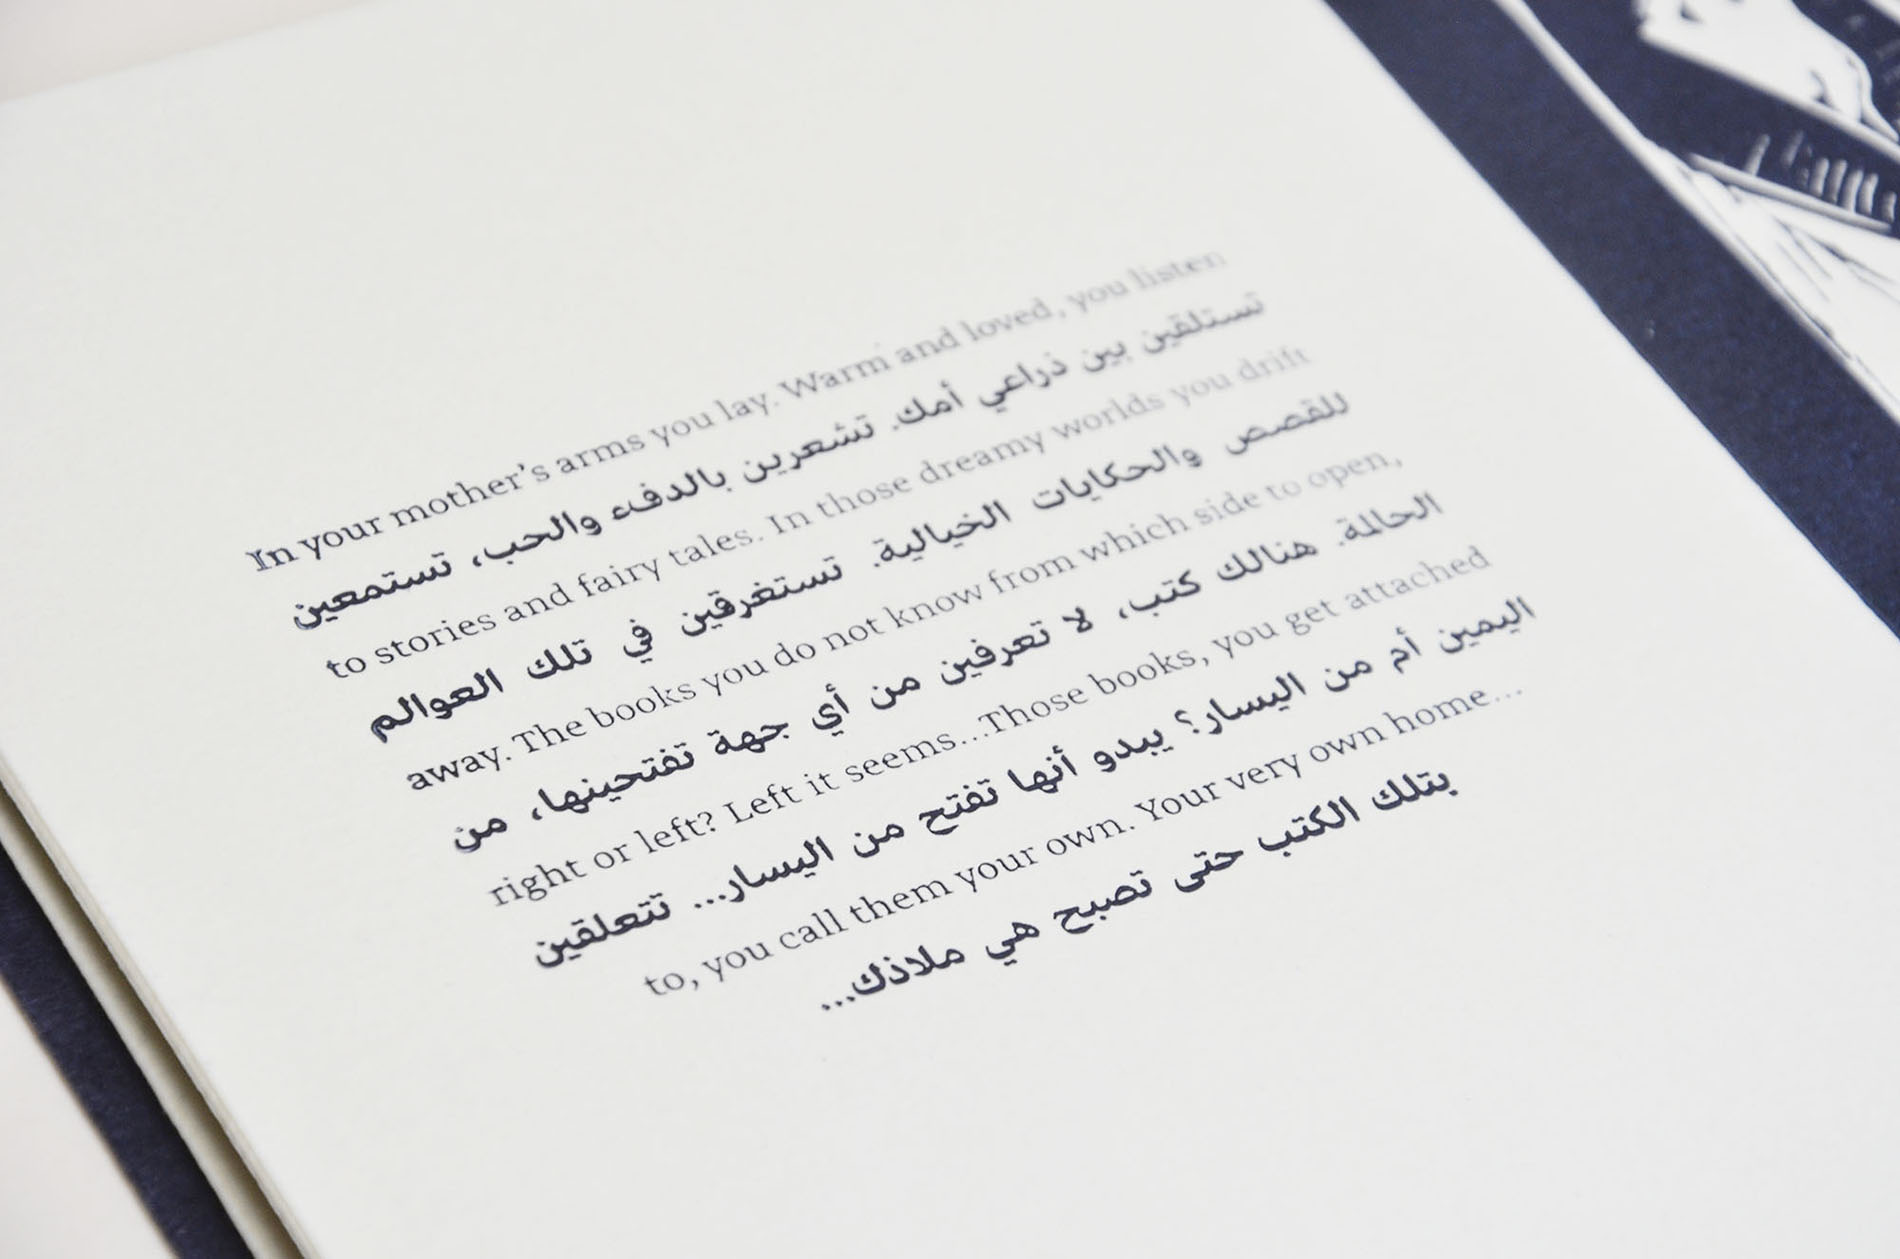 In your mother's arms you lay. Warm and loved, you listen
تستلقين بين ذراعي أمك. تشعرين بالدفء والحب، تستمعين
to stories and fairy tales. In those dreamy worlds you drift
للقصص والحكايات الخيالية. تستغرقين في تلك العوالم
away. The books you do not know from which side to open,
الحالمة. هنالك كتب، لا تعرفين من أي جهة تفتحينها، من
right or left? Left it seems...Those books, you get attached
اليمين أم من اليسار؟ يبدو أنها تفتح من اليسار... تتعلقين
to, you call them your own. Your very own home...
بتلك الكتب حتى تصبح هي ملاذك...